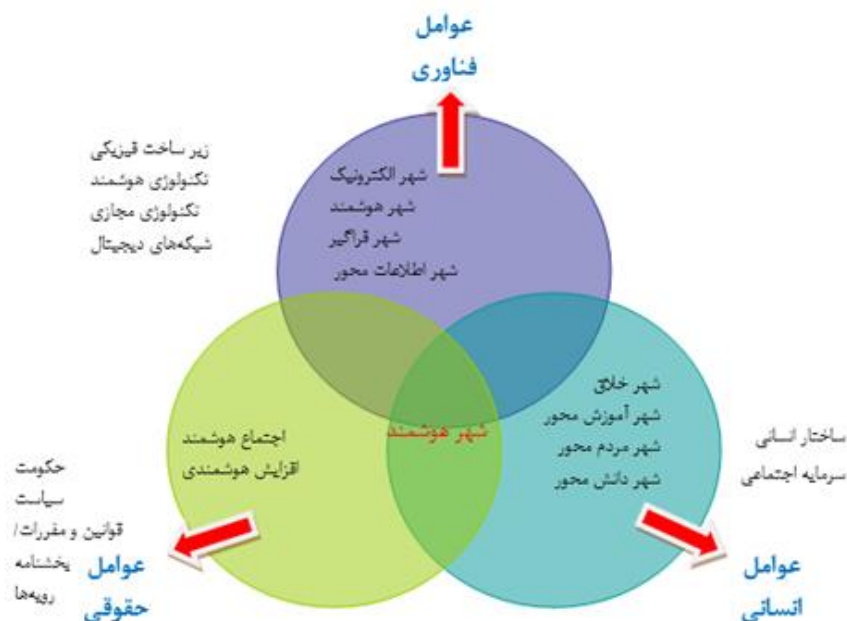 عوامل
فناوری
زیر ساخت فیزیکی
تکنولوژی هوشمند
تکنولوژی مجازی
شبکه‌های دیجیتال
شهر الکترونیک
شهر هوشمند
شهر فراگیر
شهر اطلاعات محور
شهر خلاق
شهر آموزش محور
شهر مردم محور
شهر دانش محور
ساختار انسانی
سرمایه اجتماعی
شهر هوشمند
اجتماع هوشمند
افزایش هوشمندی
حکومت
سیاست
قوانین و مقررات/
بخشنامه
رویه‌ها
عوامل
حقوقی
عوامل
انسانی